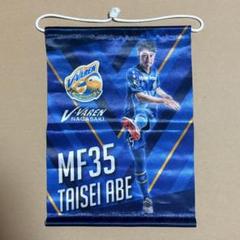 V·VAREN
NAGASAKI
MF35
TAISEI ABE